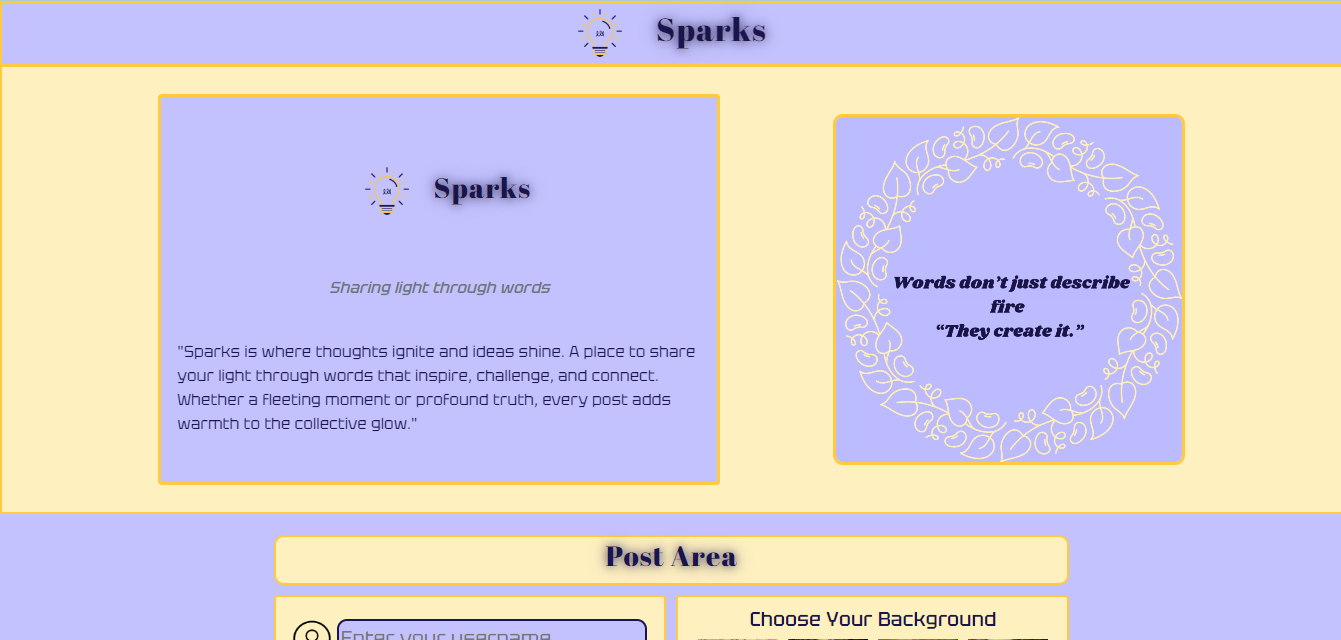 Sparks
Sparks
Sharing light through words
"Sparks is where thoughts ignite and ideas shine. A place to share
your light through words that inspire, challenge, and connect.
Whether a fleeting moment or profound truth, every post adds
warmth to the collective glow."
Words don’t just describe
fire
“They create it.”
Post Area
Enter your username
Choose Your Background